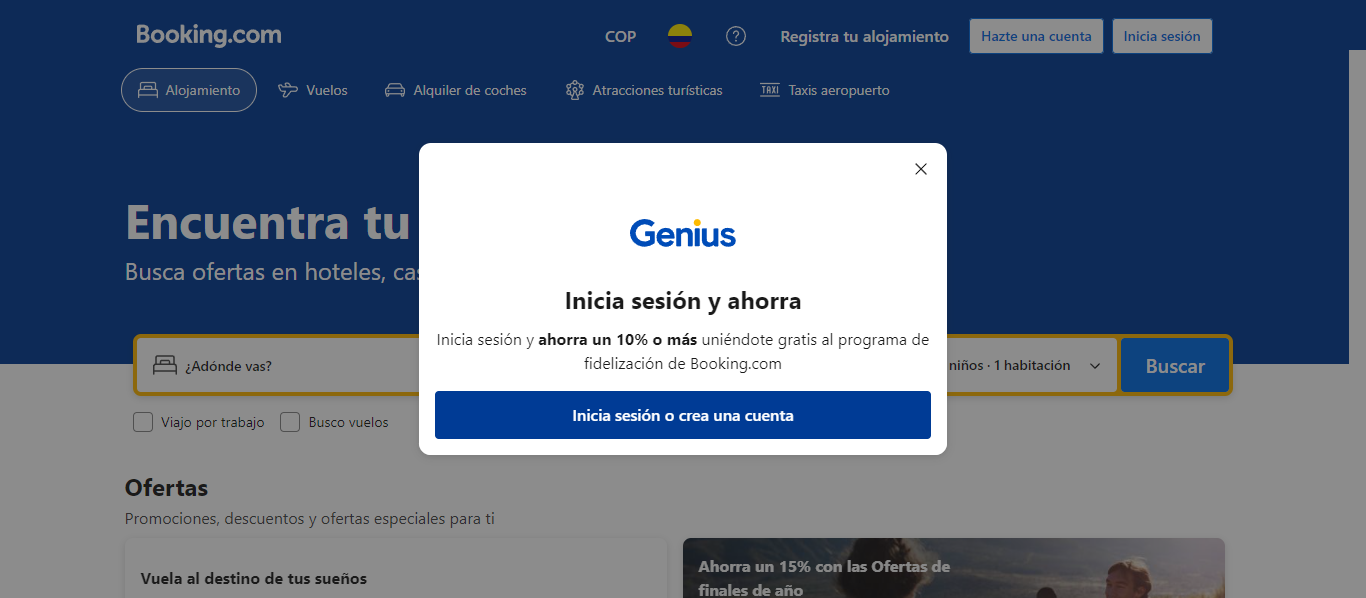 Booking.com
COP
Registra tu alojamiento
Hazte una cuenta
Inicia sesión
Alojamiento
Vuelos
Alquiler de coches
Atracciones turísticas
TAXI
Taxis aeropuerto
Encuentra tu
Busca ofertas en hoteles, cas
Genius
Inicia sesión y ahorra
Inicia sesión y ahorra un 10% o más uniéndote gratis al programa de
fidelización de Booking.com
Inicia sesión o crea una cuenta
¿Adónde vas?
niños · 1 habitación
Buscar
Viajo por trabajo
Busco vuelos
Ofertas
Promociones, descuentos y ofertas especiales para ti
Vuela al destino de tus sueños
Ahorra un 15% con las Ofertas de
finales de año